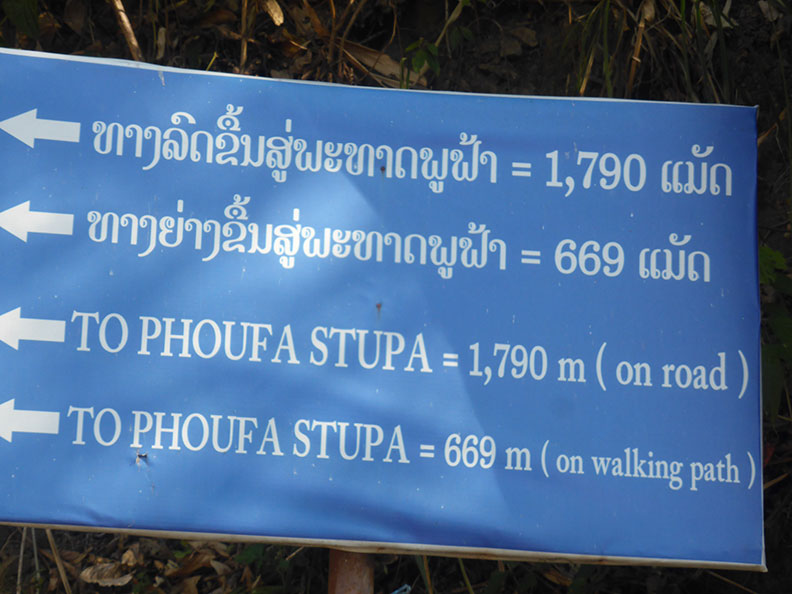 ທາງລົດຂຶ້ນສູ່ພະທາດພູຟ້າ = 1,790 ແມັດ
ທາງຍ່າງຂຶ້ນສູ່ພະທາດພູຟ້າ = 669 ແມັດ
TO PHOUFA STUPA = 1,790 m ( on road )
TO PHOUFA STUPA = 669 m ( on walking path )